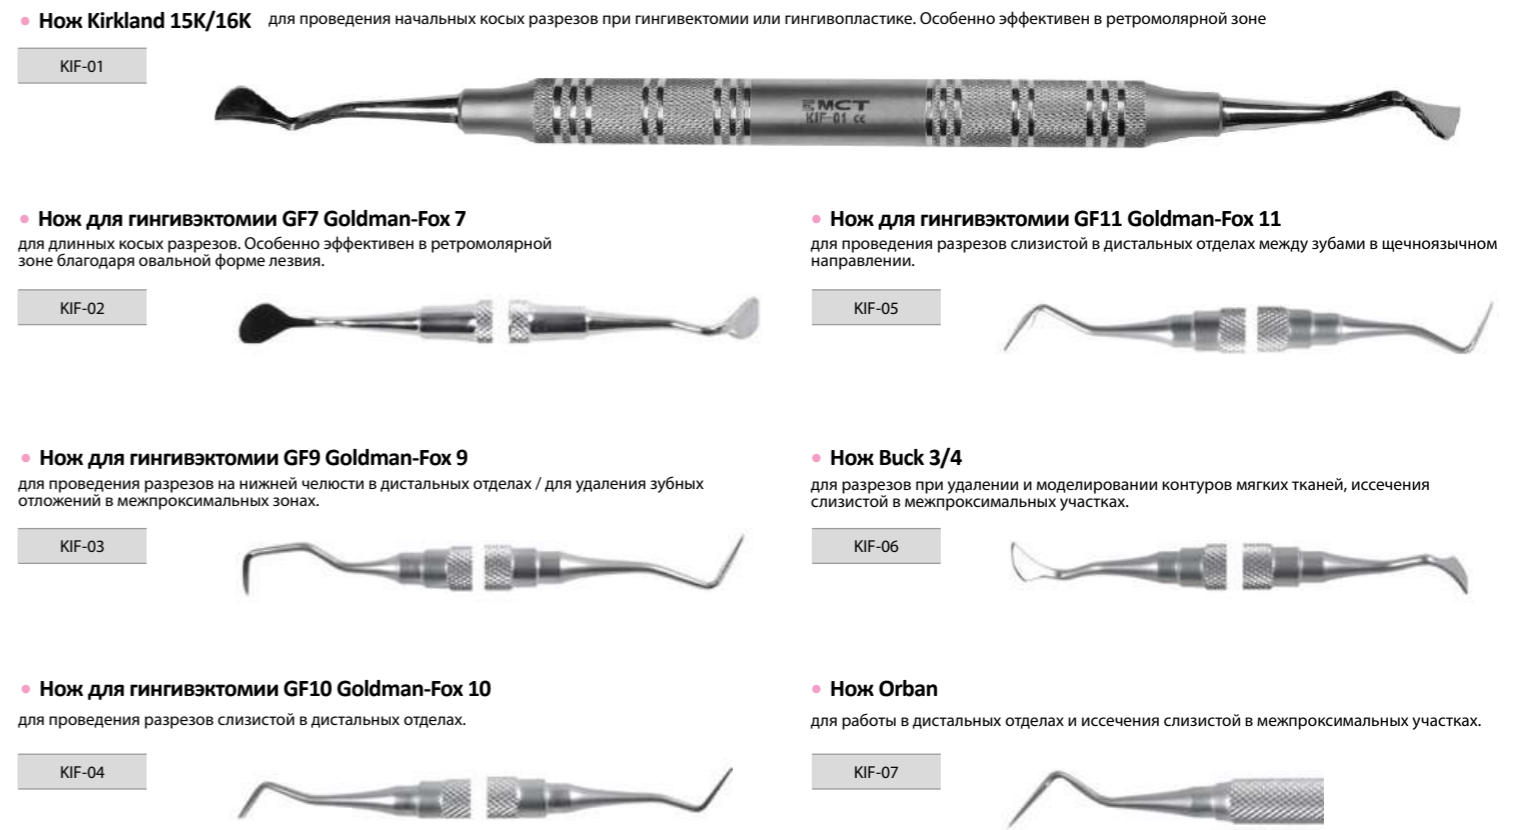 Нож Kirkland 15K/16K для проведения начальных косых разрезов при гингивектомии или гингивопластике. Особенно эффективен в ретромолярной зоне
KIF-01
MCT
KIF-01 CE
Нож для гингивэктомии GF7 Goldman-Fox 7
для длинных косых разрезов. Особенно эффективен в ретромолярной
зоне благодаря овальной форме лезвия.
KIF-02
Нож для гингивэктомии GF11 Goldman-Fox 11
для проведения разрезов слизистой в дистальных отделах между зубами в щечноязычном
направлении.
KIF-05
Нож для гингивэктомии GF9 Goldman-Fox 9
для проведения разрезов на нижней челюсти в дистальных отделах / для удаления зубных
отложений в межпроксимальных зонах.
KIF-03
Нож Buck 3/4
для разрезов при удалении и моделировании контуров мягких тканей, иссечения
слизистой в межпроксимальных участках.
KIF-06
Нож для гингивэктомии GF10 Goldman-Fox 10
для проведения разрезов слизистой в дистальных отделах.
KIF-04
Нож Orban
для работы в дистальных отделах и иссечения слизистой в межпроксимальных участках.
KIF-07